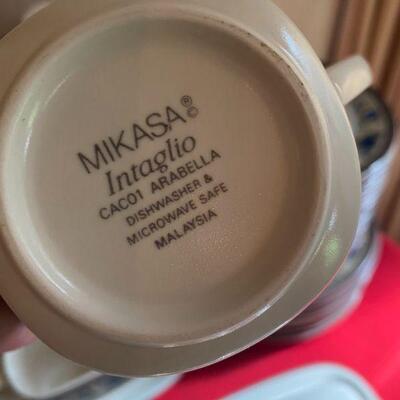 MIKASA®©
Intaglio
CAC01 ARABELLA
DISHWASHER &
MICROWAVE SAFE
MALAYSIA